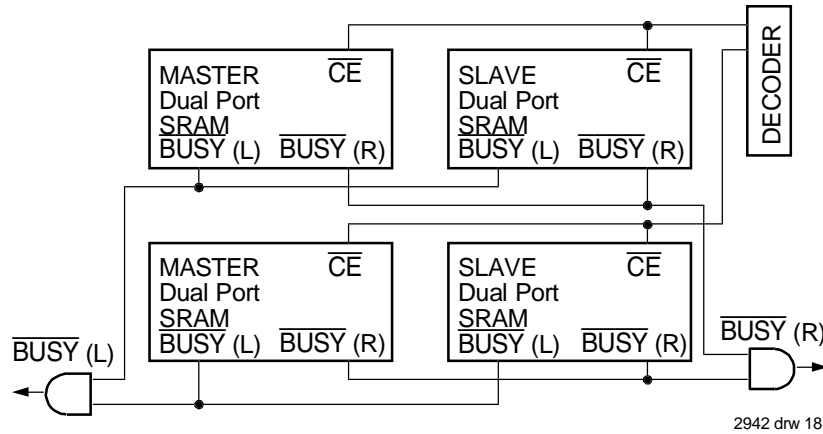 MASTER
Dual Port
SRAM
BUSY (L) BUSY (R)
CE
SLAVE
Dual Port
SRAM
BUSY (L) BUSY (R)
CE
DECODER
MASTER
Dual Port
SRAM
BUSY (L) BUSY (R)
CE
SLAVE
Dual Port
SRAM
BUSY (L) BUSY (R)
CE
BUSY (L)
BUSY (R)
2942 drw 18